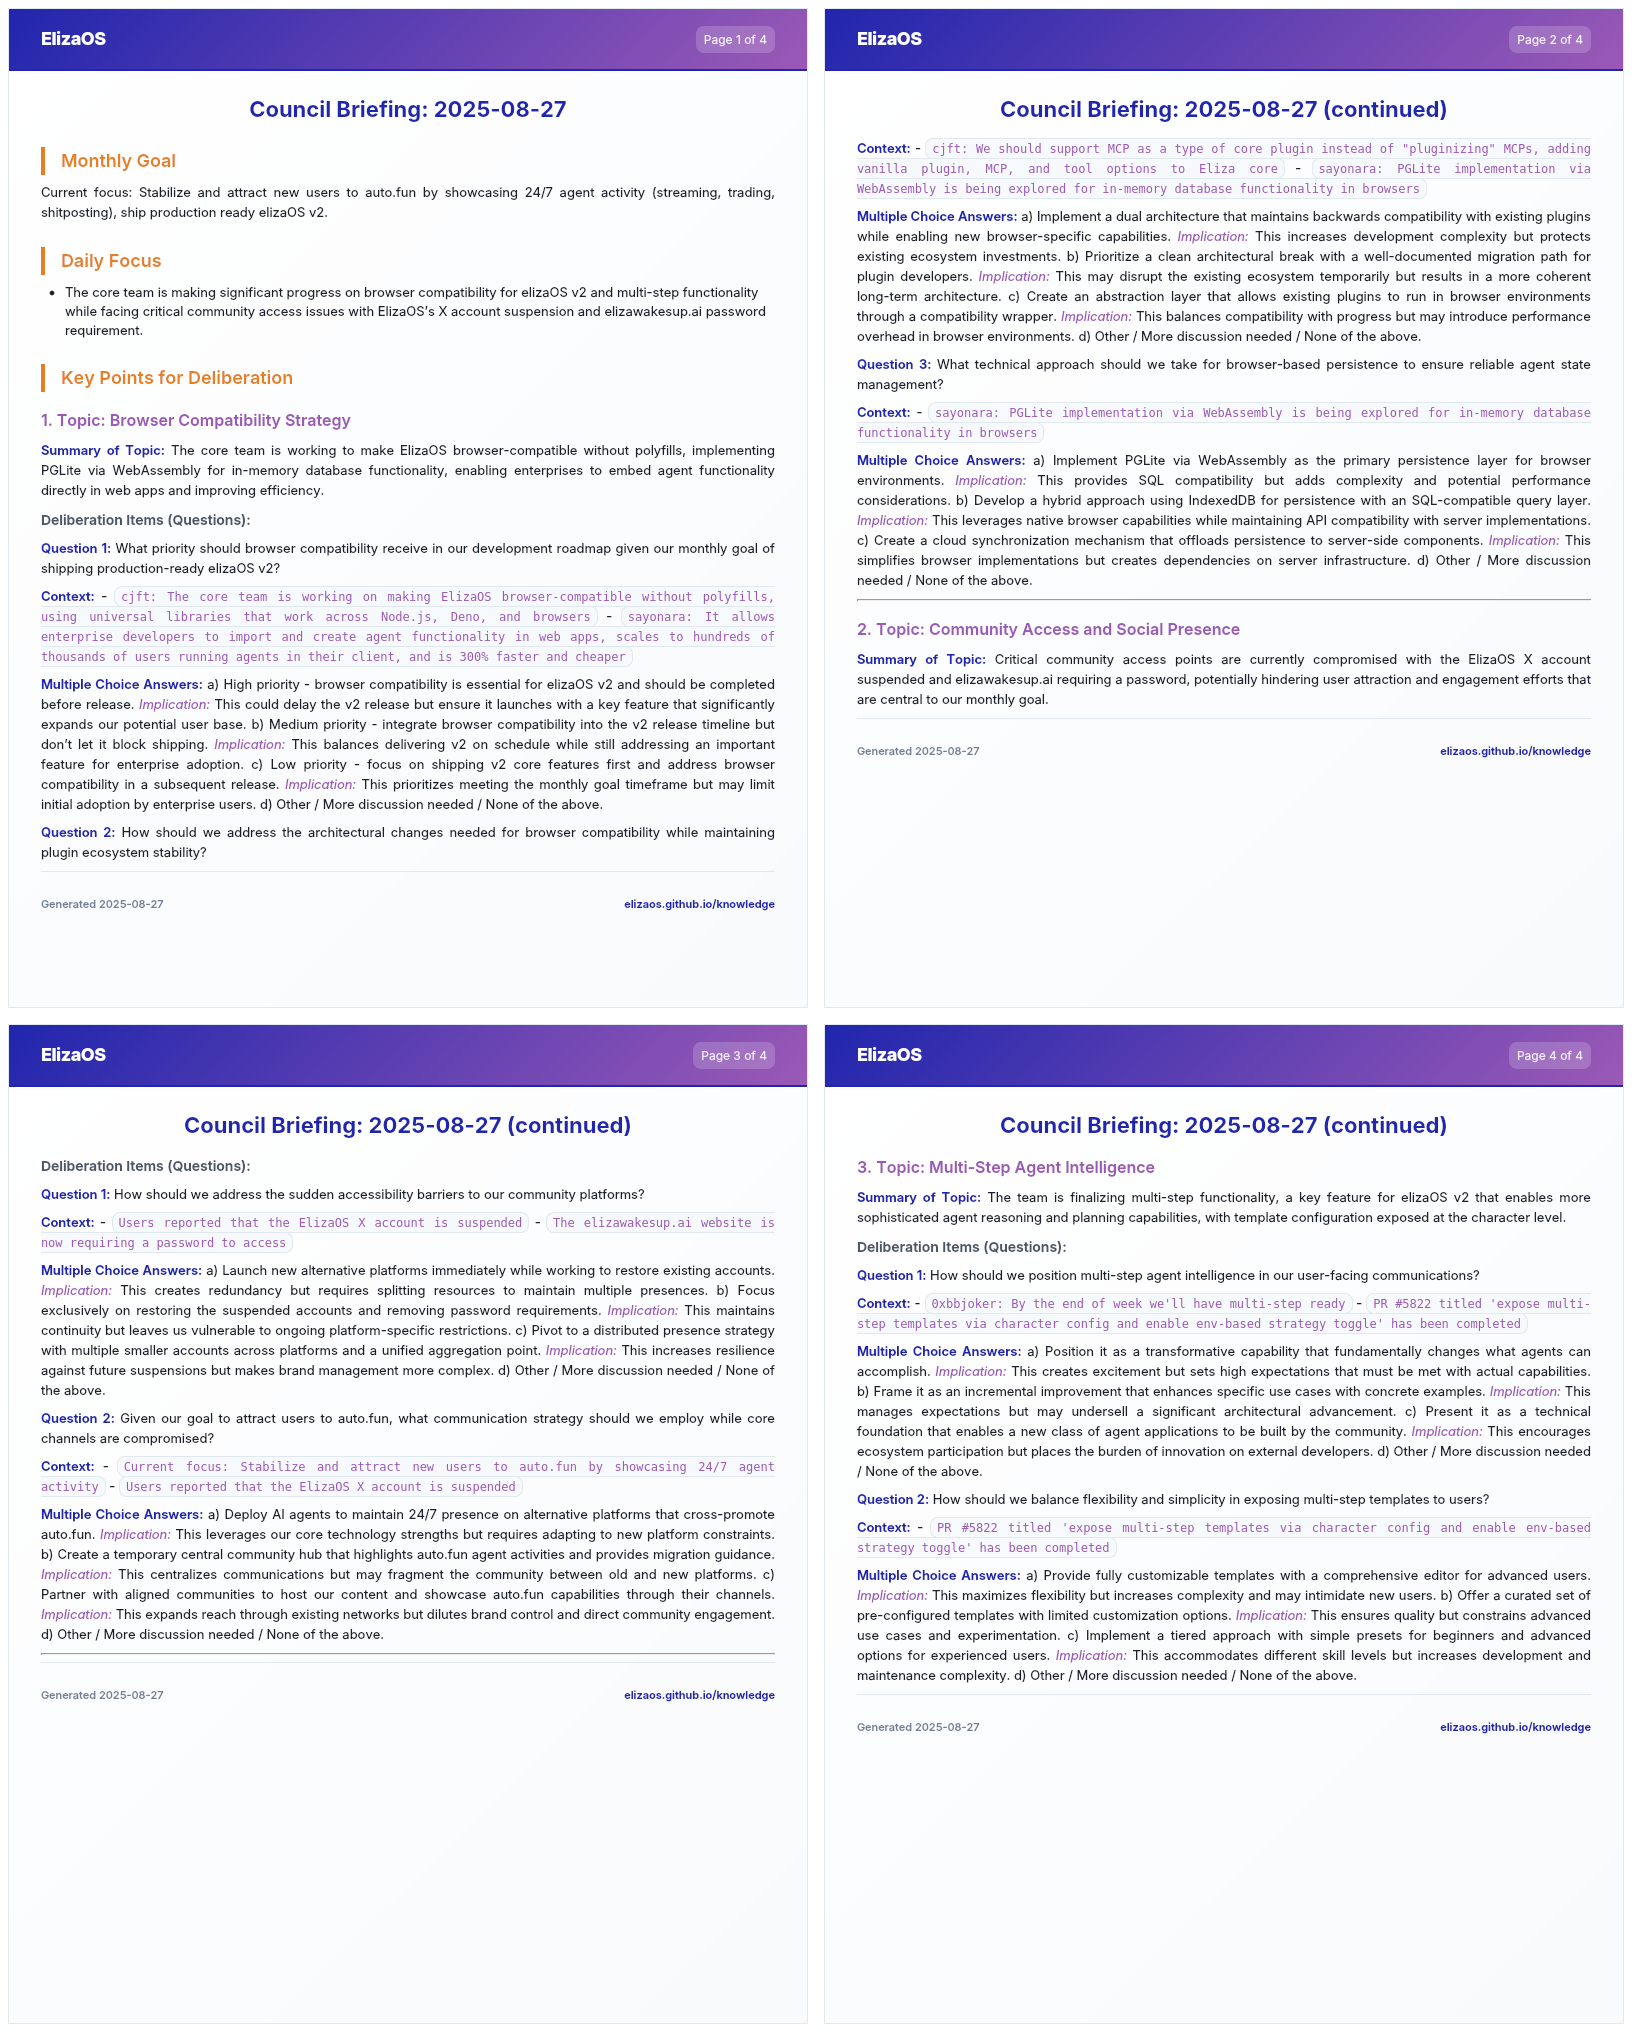 ElizaOS
Page 1 of 4
Council Briefing: 2025-08-27
Monthly Goal
Current focus: Stabilize and attract new users to auto.fun by showcasing 24/7 agent activity (streaming, trading,
shitposting), ship production ready elizaOS v2.
Daily Focus
• The core team is making significant progress on browser compatibility for elizaOS v2 and multi-step functionality
while facing critical community access issues with ElizaOS’s X account suspension and elizawakesup.ai password
requirement.
Key Points for Deliberation
1. Topic: Browser Compatibility Strategy
Summary of Topic: The core team is working to make ElizaOS browser-compatible without polyfills, implementing
PGLite via WebAssembly for in-memory database functionality, enabling enterprises to embed agent functionality
directly in web apps and improving efficiency.
Deliberation Items (Questions):
Question 1: What priority should browser compatibility receive in our development roadmap given our monthly goal of
shipping production-ready elizaOS v2?
Context: - cjft: The core team is working on making ElizaOS browser-compatible without polyfills,
using universal libraries that work across Node.js, Deno, and browsers - sayonara: It allows
enterprise developers to import and create agent functionality in web apps, scales to hundreds of
thousands of users running agents in their client, and is 300% faster and cheaper
Multiple Choice Answers: a) High priority - browser compatibility is essential for elizaOS v2 and should be completed
before release. Implication: This could delay the v2 release but ensure it launches with a key feature that significantly
expands our potential user base. b) Medium priority - integrate browser compatibility into the v2 release timeline but
don’t let it block shipping. Implication: This balances delivering v2 on schedule while still addressing an important
feature for enterprise adoption. c) Low priority - focus on shipping v2 core features first and address browser
compatibility in a subsequent release. Implication: This prioritizes meeting the monthly goal timeframe but may limit
initial adoption by enterprise users. d) Other / More discussion needed / None of the above.
Question 2: How should we address the architectural changes needed for browser compatibility while maintaining
plugin ecosystem stability?
Generated 2025-08-27
elizaos.github.io/knowledge
ElizaOS
Page 2 of 4
Council Briefing: 2025-08-27 (continued)
Context: - cjft: We should support MCP as a type of core plugin instead of "pluginizing" MCPs, adding
vanilla plugin, MCP, and tool options to Eliza core - sayonara: PGLite implementation via
WebAssembly is being explored for in-memory database functionality in browsers
Multiple Choice Answers: a) Implement a dual architecture that maintains backwards compatibility with existing plugins
while enabling new browser-specific capabilities. Implication: This increases development complexity but protects
existing ecosystem investments. b) Prioritize a clean architectural break with a well-documented migration path for
plugin developers. Implication: This may disrupt the existing ecosystem temporarily but results in a more coherent
long-term architecture. c) Create an abstraction layer that allows existing plugins to run in browser environments
through a compatibility wrapper. Implication: This balances compatibility with progress but may introduce performance
overhead in browser environments. d) Other / More discussion needed / None of the above.
Question 3: What technical approach should we take for browser-based persistence to ensure reliable agent state
management?
Context: - sayonara: PGLite implementation via WebAssembly is being explored for in-memory database
functionality in browsers
Multiple Choice Answers: a) Implement PGLite via WebAssembly as the primary persistence layer for browser
environments. Implication: This provides SQL compatibility but adds complexity and potential performance
considerations. b) Develop a hybrid approach using IndexedDB for persistence with an SQL-compatible query layer.
Implication: This leverages native browser capabilities while maintaining API compatibility with server implementations.
c) Create a cloud synchronization mechanism that offloads persistence to server-side components. Implication: This
simplifies browser implementations but creates dependencies on server infrastructure. d) Other / More discussion
needed / None of the above.
2. Topic: Community Access and Social Presence
Summary of Topic: Critical community access points are currently compromised with the ElizaOS X account
suspended and elizawakesup.ai requiring a password, potentially hindering user attraction and engagement efforts that
are central to our monthly goal.
Generated 2025-08-27
elizaos.github.io/knowledge
ElizaOS
Page 3 of 4
Council Briefing: 2025-08-27 (continued)
Deliberation Items (Questions):
Question 1: How should we address the sudden accessibility barriers to our community platforms?
Context: - Users reported that the ElizaOS X account is suspended - The elizawakesup.ai website is
now requiring a password to access
Multiple Choice Answers: a) Launch new alternative platforms immediately while working to restore existing accounts.
Implication: This creates redundancy but requires splitting resources to maintain multiple presences. b) Focus
exclusively on restoring the suspended accounts and removing password requirements. Implication: This maintains
continuity but leaves us vulnerable to ongoing platform-specific restrictions. c) Pivot to a distributed presence strategy
with multiple smaller accounts across platforms and a unified aggregation point. Implication: This increases resilience
against future suspensions but makes brand management more complex. d) Other / More discussion needed / None of
the above.
Question 2: Given our goal to attract users to auto.fun, what communication strategy should we employ while core
channels are compromised?
Context: - Current focus: Stabilize and attract new users to auto.fun by showcasing 24/7 agent
activity - Users reported that the ElizaOS X account is suspended
Multiple Choice Answers: a) Deploy AI agents to maintain 24/7 presence on alternative platforms that cross-promote
auto.fun. Implication: This leverages our core technology strengths but requires adapting to new platform constraints.
b) Create a temporary central community hub that highlights auto.fun agent activities and provides migration guidance.
Implication: This centralizes communications but may fragment the community between old and new platforms. c)
Partner with aligned communities to host our content and showcase auto.fun capabilities through their channels.
Implication: This expands reach through existing networks but dilutes brand control and direct community engagement.
d) Other / More discussion needed / None of the above.
Generated 2025-08-27
elizaos.github.io/knowledge
ElizaOS
Page 4 of 4
Council Briefing: 2025-08-27 (continued)
3. Topic: Multi-Step Agent Intelligence
Summary of Topic: The team is finalizing multi-step functionality, a key feature for elizaOS v2 that enables more
sophisticated agent reasoning and planning capabilities, with template configuration exposed at the character level.
Deliberation Items (Questions):
Question 1: How should we position multi-step agent intelligence in our user-facing communications?
Context: - 0xbbjoker: By the end of week we'll have multi-step ready - PR #5822 titled 'expose multi-
step templates via character config and enable env-based strategy toggle' has been completed
Multiple Choice Answers: a) Position it as a transformative capability that fundamentally changes what agents can
accomplish. Implication: This creates excitement but sets high expectations that must be met with actual capabilities.
b) Frame it as an incremental improvement that enhances specific use cases with concrete examples. Implication: This
manages expectations but may undersell a significant architectural advancement. c) Present it as a technical
foundation that enables a new class of agent applications to be built by the community. Implication: This encourages
ecosystem participation but places the burden of innovation on external developers. d) Other / More discussion needed
/ None of the above.
Question 2: How should we balance flexibility and simplicity in exposing multi-step templates to users?
Context: - PR #5822 titled 'expose multi-step templates via character config and enable env-based
strategy toggle' has been completed
Multiple Choice Answers: a) Provide fully customizable templates with a comprehensive editor for advanced users.
Implication: This maximizes flexibility but increases complexity and may intimidate new users. b) Offer a curated set of
pre-configured templates with limited customization options. Implication: This ensures quality but constrains advanced
use cases and experimentation. c) Implement a tiered approach with simple presets for beginners and advanced
options for experienced users. Implication: This accommodates different skill levels but increases development and
maintenance complexity. d) Other / More discussion needed / None of the above.
Generated 2025-08-27
elizaos.github.io/knowledge